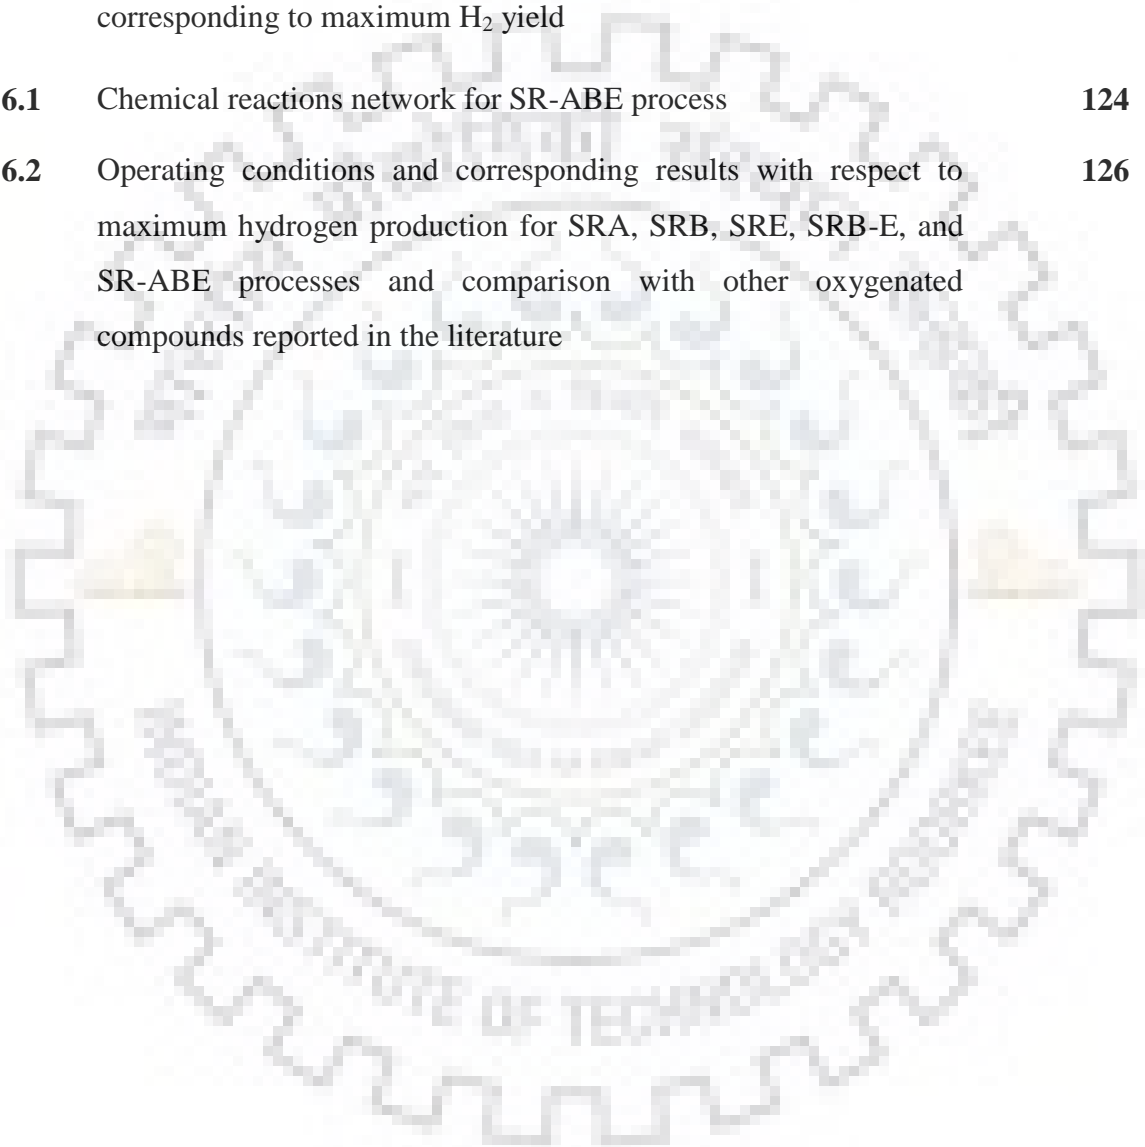 corresponding to maximum H₂ yield
6.1 Chemical reactions network for SR-ABE process 124
6.2 Operating conditions and corresponding results with respect to 126
maximum hydrogen production for SRA, SRB, SRE, SRB-E, and
SR-ABE processes and comparison with other oxygenated
compounds reported in the literature
OF TECHNOLOGY